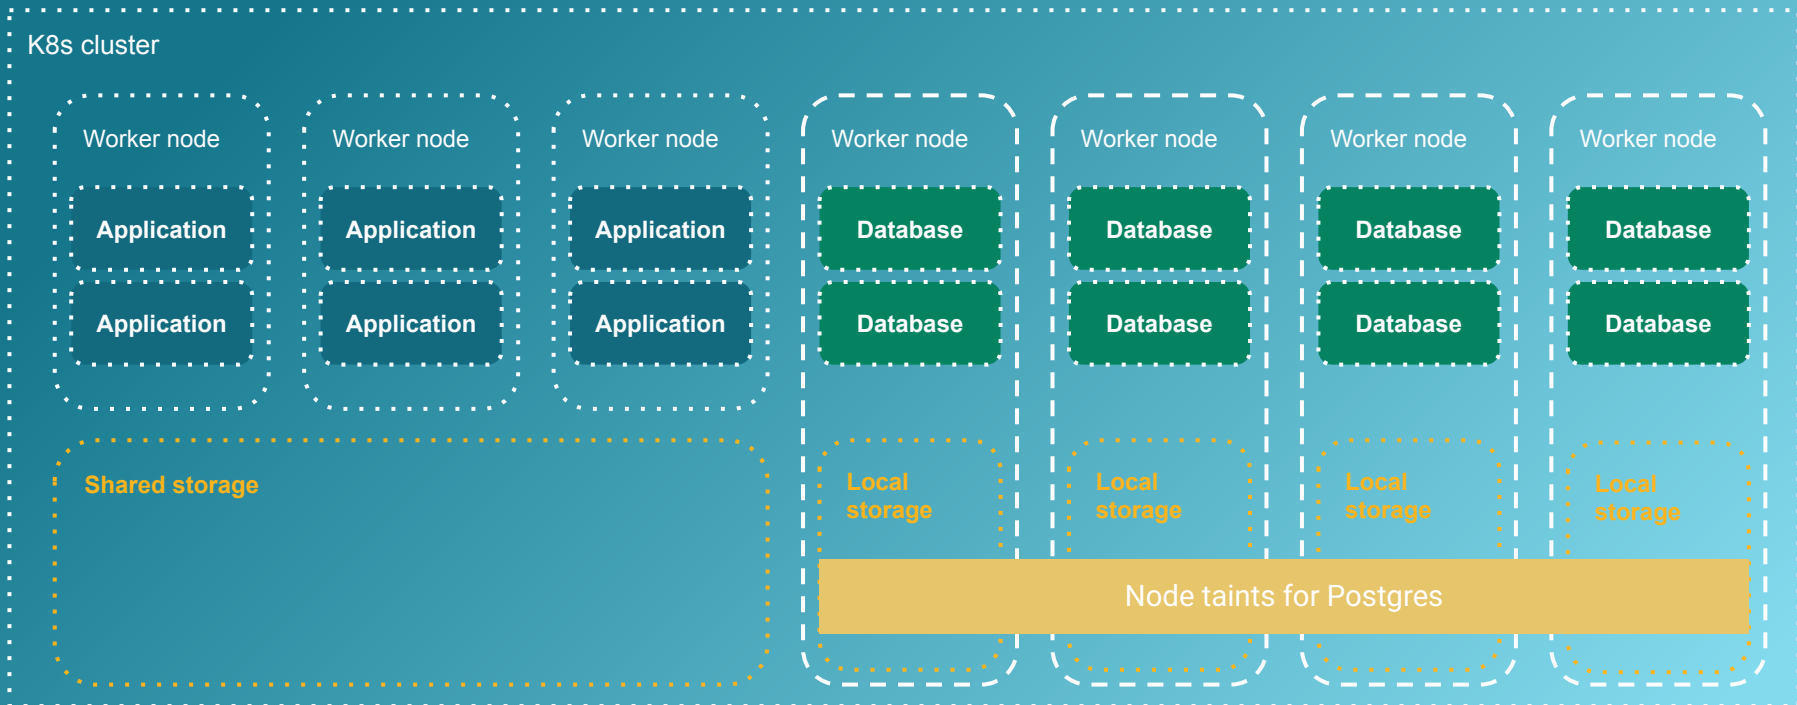 K8s cluster
Worker node
Worker node
Worker node
Worker node
Worker node
Worker node
Worker node
Application
Application
Application
Database
Database
Database
Database
Application
Application
Application
Database
Database
Database
Database
Shared storage
Local
storage
Local
storage
Local
storage
Local
storage
Node taints for Postgres